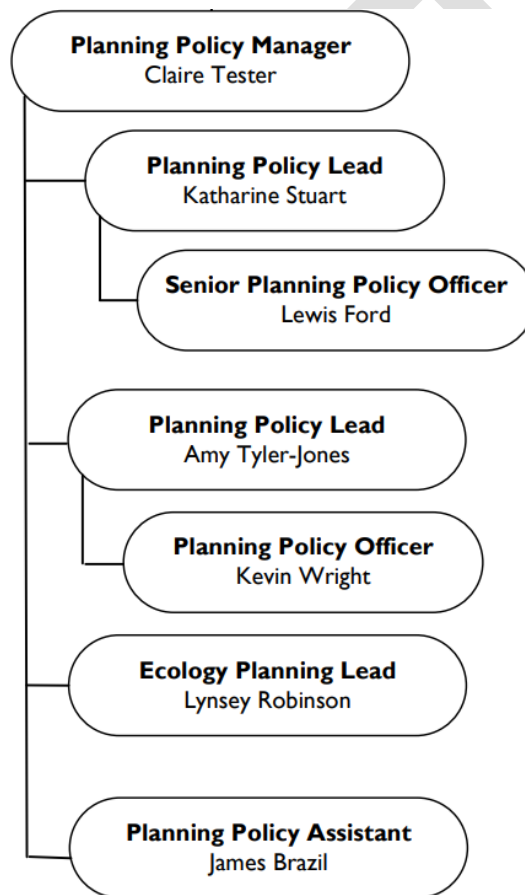 Planning Policy Manager
Claire Tester
Planning Policy Lead
Katharine Stuart
Senior Planning Policy Officer
Lewis Ford
Planning Policy Lead
Amy Tyler-Jones
Planning Policy Officer
Kevin Wright
Ecology Planning Lead
Lynsey Robinson
Planning Policy Assistant
James Brazil